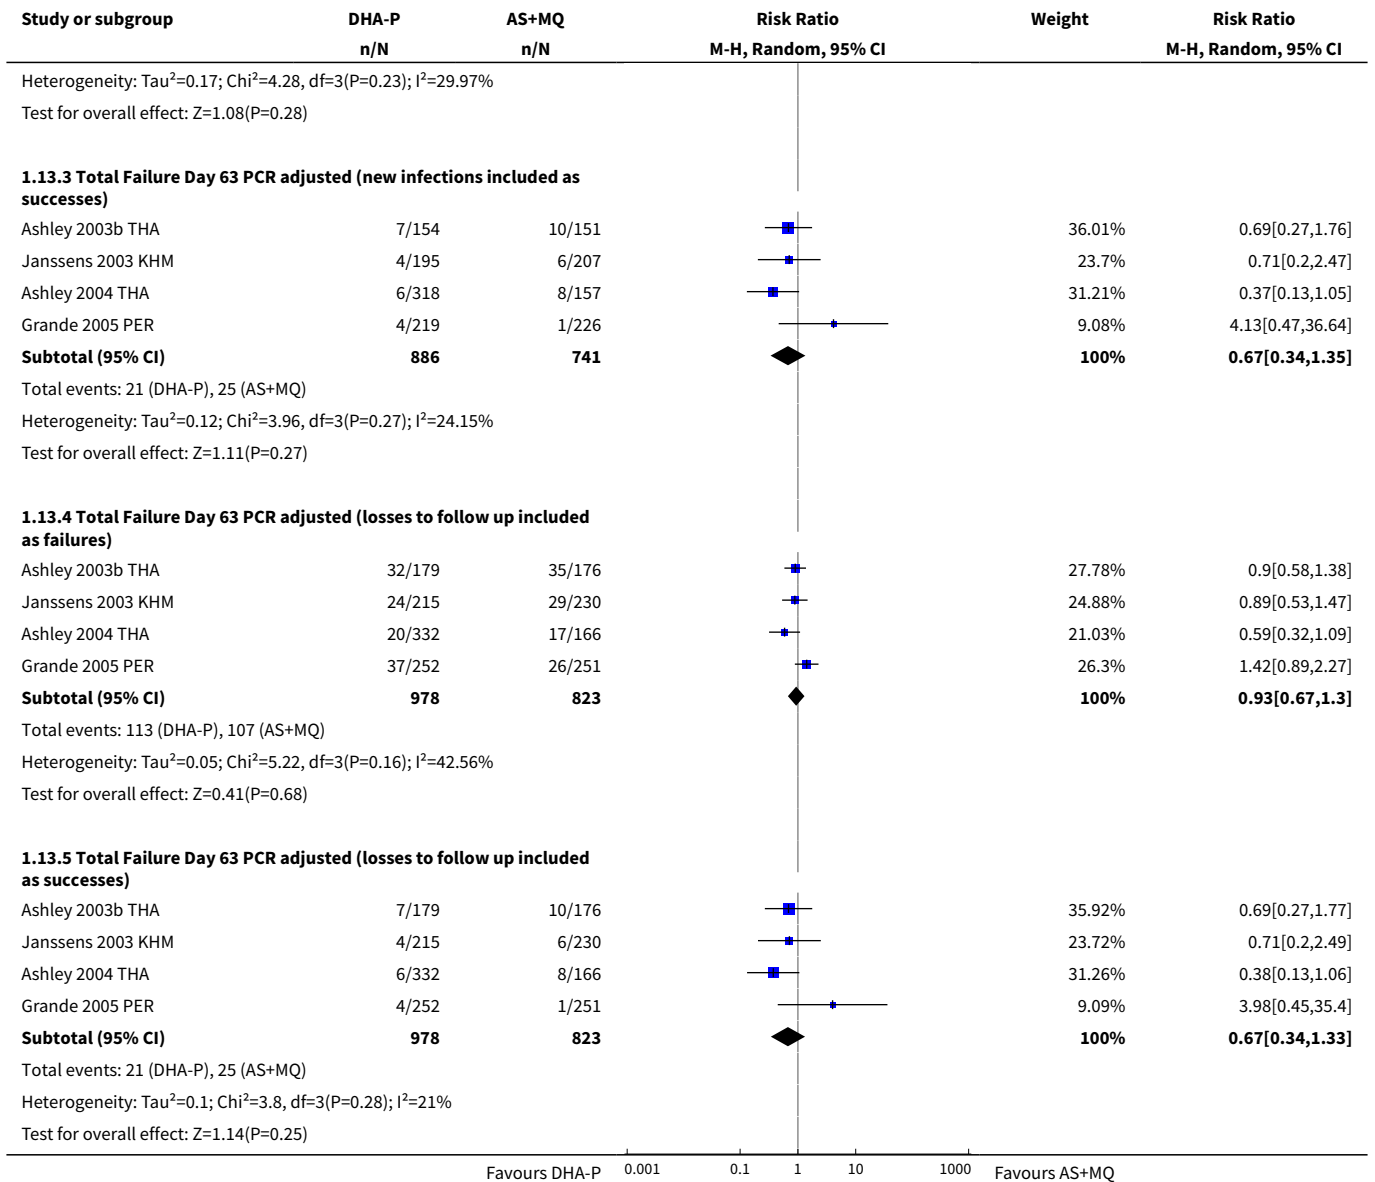 Study or subgroup DHA-P AS+MQ Risk Ratio Weight Risk Ratio
n/N n/N M-H, Random, 95% CI M-H, Random, 95% CI
Heterogeneity: Tau²=0.17; Chi²=4.28, df=3(P=0.23); I²=29.97%
Test for overall effect: Z=1.08(P=0.28)
1.13.3 Total Failure Day 63 PCR adjusted (new infections included as
successes)
Ashley 2003b THA 7/154 10/151 36.01% 0.69[0.27,1.76]
Janssens 2003 KHM 4/195 6/207 23.7% 0.71[0.2,2.47]
Ashley 2004 THA 6/318 8/157 31.21% 0.37[0.13,1.05]
Grande 2005 PER 4/219 1/226 9.08% 4.13[0.47,36.64]
Subtotal (95% CI) 886 741 100% 0.67[0.34,1.35]
Total events: 21 (DHA-P), 25 (AS+MQ)
Heterogeneity: Tau²=0.12; Chi²=3.96, df=3(P=0.27); I²=24.15%
Test for overall effect: Z=1.11(P=0.27)
1.13.4 Total Failure Day 63 PCR adjusted (losses to follow up included
as failures)
Ashley 2003b THA 32/179 35/176 27.78% 0.9[0.58,1.38]
Janssens 2003 KHM 24/215 29/230 24.88% 0.89[0.53,1.47]
Ashley 2004 THA 20/332 17/166 21.03% 0.59[0.32,1.09]
Grande 2005 PER 37/252 26/251 26.3% 1.42[0.89,2.27]
Subtotal (95% CI) 978 823 100% 0.93[0.67,1.3]
Total events: 113 (DHA-P), 107 (AS+MQ)
Heterogeneity: Tau²=0.05; Chi²=5.22, df=3(P=0.16); I²=42.56%
Test for overall effect: Z=0.41(P=0.68)
1.13.5 Total Failure Day 63 PCR adjusted (losses to follow up included
as successes)
Ashley 2003b THA 7/179 10/176 35.92% 0.69[0.27,1.77]
Janssens 2003 KHM 4/215 6/230 23.72% 0.71[0.2,2.49]
Ashley 2004 THA 6/332 8/166 31.26% 0.38[0.13,1.06]
Grande 2005 PER 4/252 1/251 9.09% 3.98[0.45,35.4]
Subtotal (95% CI) 978 823 100% 0.67[0.34,1.33]
Total events: 21 (DHA-P), 25 (AS+MQ)
Heterogeneity: Tau²=0.1; Chi²=3.8, df=3(P=0.28); I²=21%
Test for overall effect: Z=1.14(P=0.25)
Favours DHA-P 0.001 0.1 1 10 1000 Favours AS+MQ